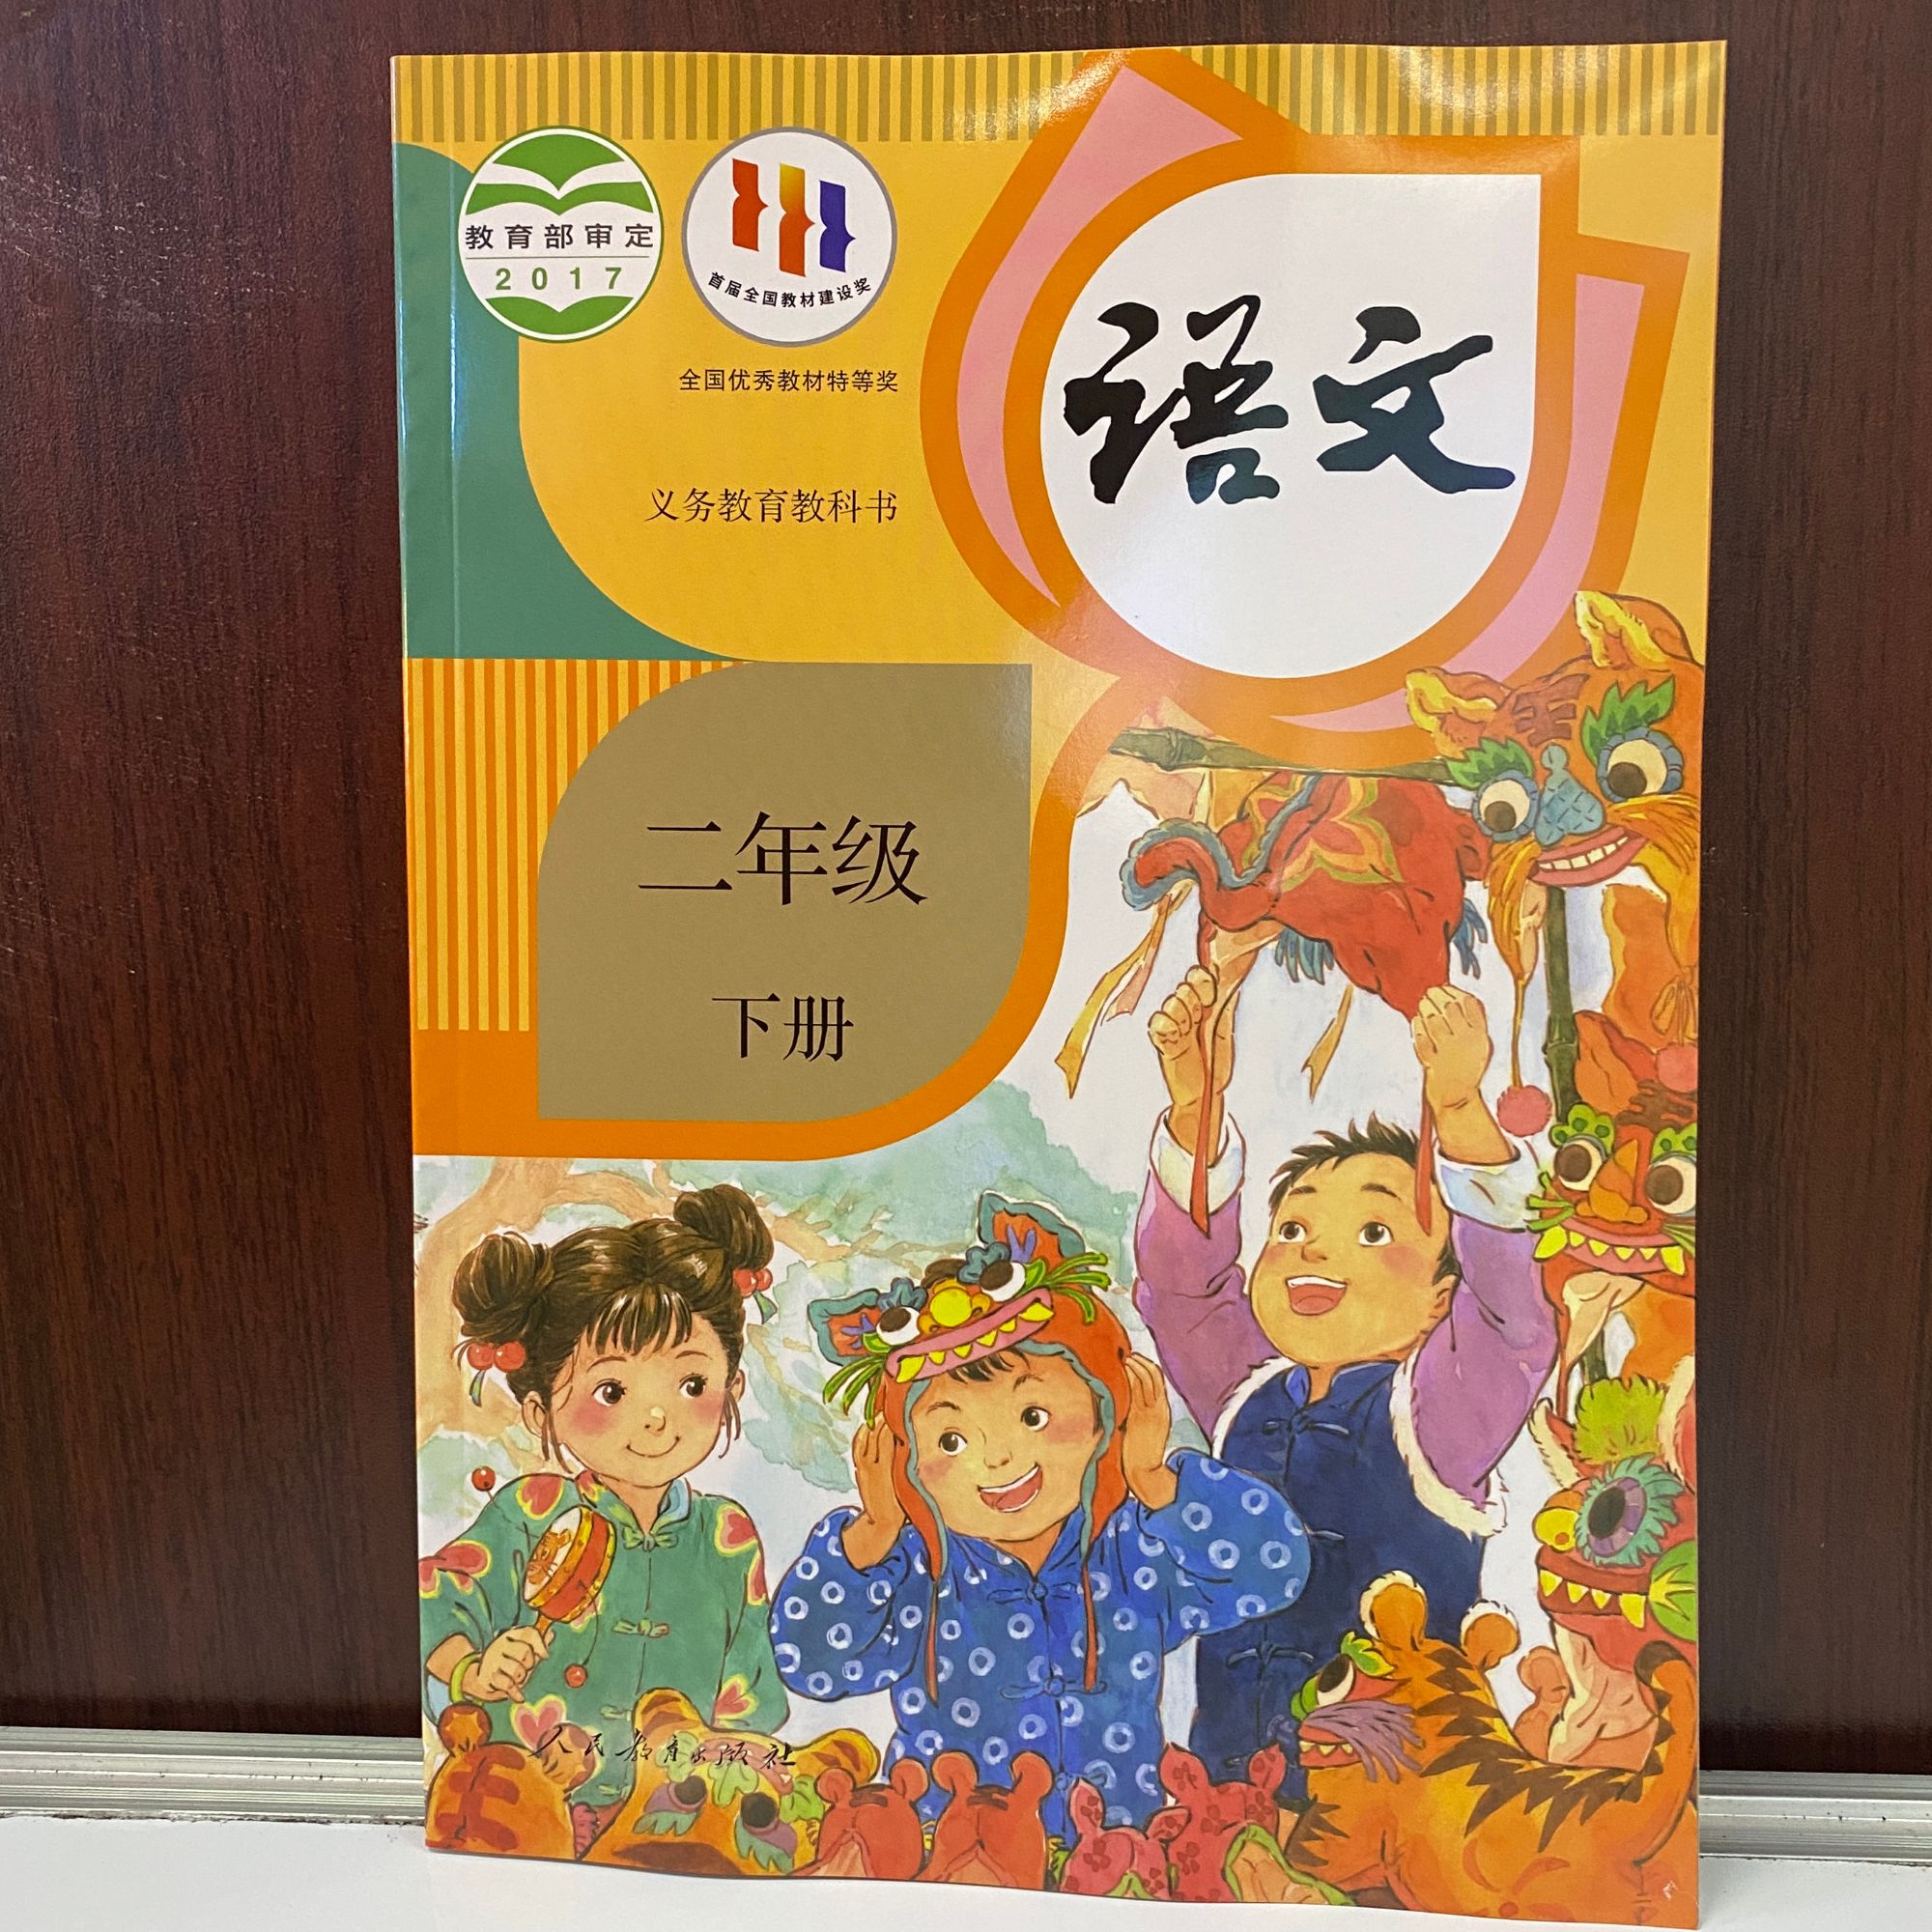 教育部审定
2017
首届全国教材建设奖
全国优秀教材特等奖
义务教育教科书
语文
二年级
下册
人民教育出版社